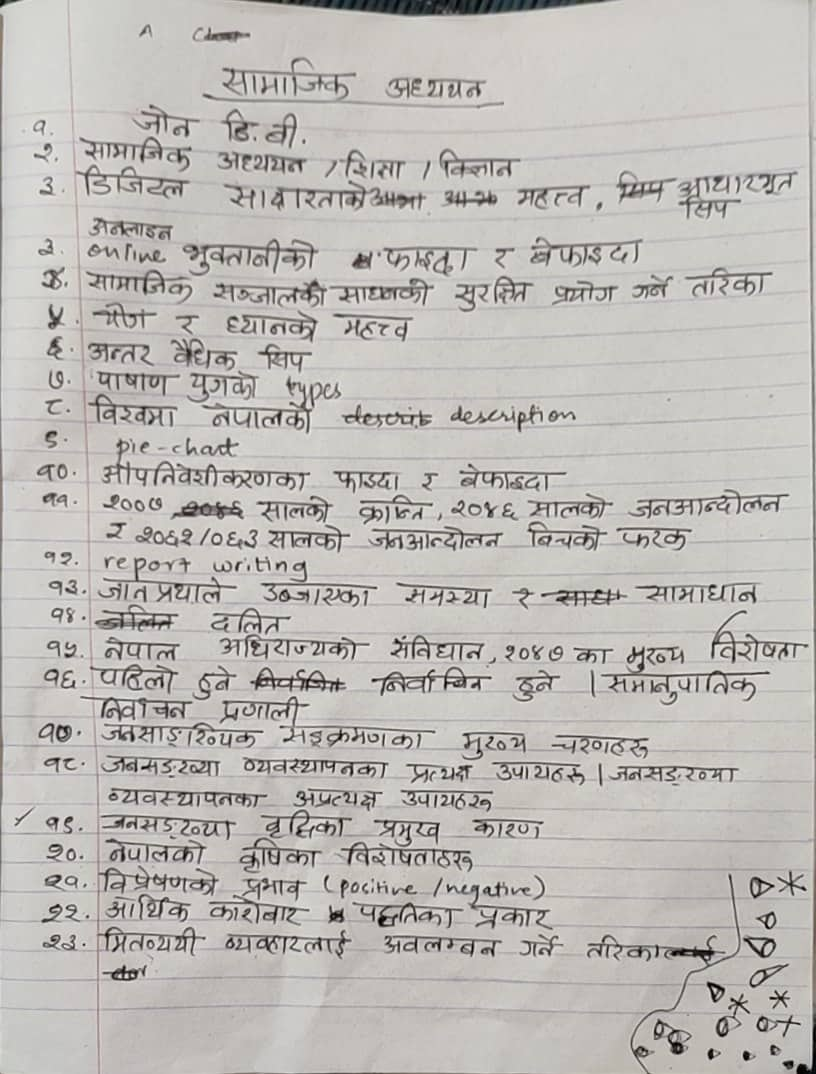 A
सामाजिक अध्ययन
१. जोन डि. वी.
२. सामाजिक अध्ययन / शिक्षा / विज्ञान
३. डिजिटल साक्षरताको महत्त्व, आधारभूत
सिप
अनलाइन
३. online भुक्तानीको फाइदा र बेफाइदा
४. सामाजिक सञ्जालको साधनको सुरक्षित प्रयोग गर्ने तरिका
५. योग र ध्यानको महत्व
६. अन्तर वैधिक सिप
७. पाषाण युगको types
८. विश्वमा नेपालको description
९. pie-chart
१०. औपनिवेशीकरणका फाइदा र बेफाइदा
११. २००७ सालको क्रान्ति, २०४६ सालको जनआन्दोलन
र २०६२/०६३ सालको जनआन्दोलन बिचको फरक
१२. report writing
१३. जातप्रथाले उब्जाएका समस्या र सामाधान
१४. दलित
१५. नेपाल अधिराज्यको संविधान, २०४७ का मुख्य विशेषता
१६. पहिलो हुने निर्वाचित हुने / समानुपातिक
निर्वाचन प्रणाली
१७. जनसाङ्ख्यिक सङ्क्रमणका मुख्य चरणहरू
१८. जनसङ्ख्या व्यवस्थापनका प्रत्यक्ष उपायहरू / जनसङ्ख्या
व्यवस्थापनका अप्रत्यक्ष उपायहरू
१९. जनसङ्ख्या वृद्धिका प्रमुख कारण
२०. नेपालको कृषिका विशेषताहरू
२१. विप्रेषणको प्रभाव (positive / negative)
२२. आर्थिक कारोबार पद्धतिका प्रकार
२३. मितव्ययी व्यवहारलाई अवलम्बन गर्ने तरिका